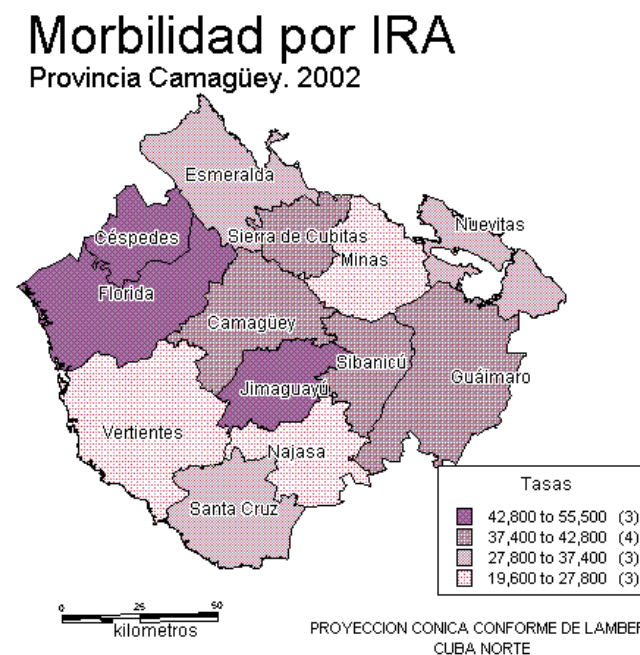 Morbilidad por IRA
Provincia Camagüey. 2002
Esmeralda
Céspedes
Sierra de Cubitas
Nuevitas
Minas
Florida
Camagüey
Sibanicú
Guáimaro
Jimaguayú
Vertientes
Najasa
Santa Cruz
Tasas
42,800 to 55,500 (3)
37,400 to 42,800 (4)
27,800 to 37,400 (3)
19,600 to 27,800 (3)
0 25 50
kilometros
PROYECCION CONICA CONFORME DE LAMBER
CUBA NORTE